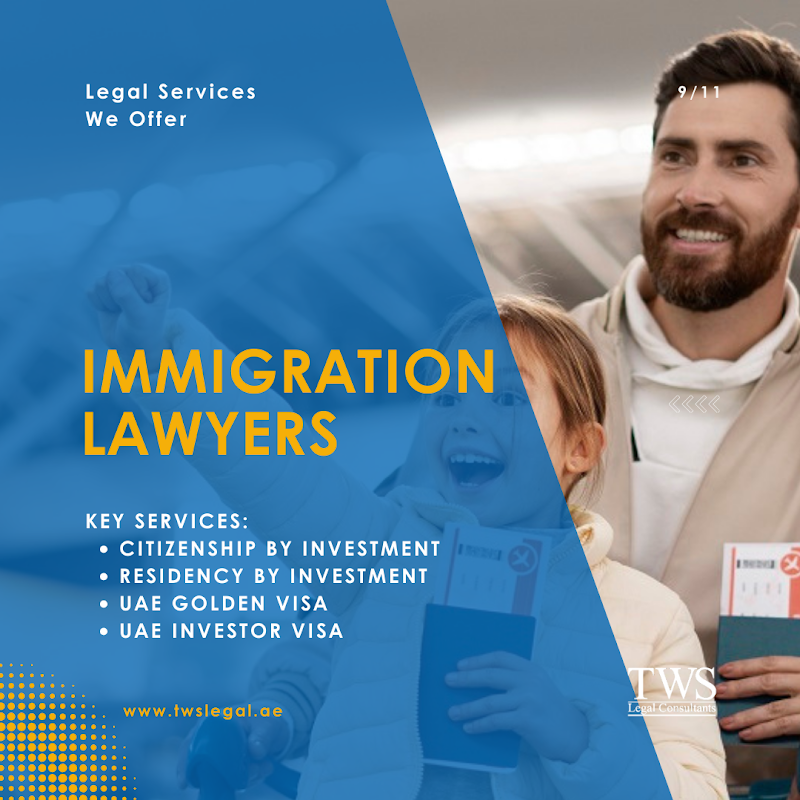 Legal Services
We Offer
9/11
IMMIGRATION
LAWYERS
KEY SERVICES:
• CITIZENSHIP BY INVESTMENT
• RESIDENCY BY INVESTMENT
• UAE GOLDEN VISA
• UAE INVESTOR VISA
www.twslegal.ae
TWS
Legal Consultants